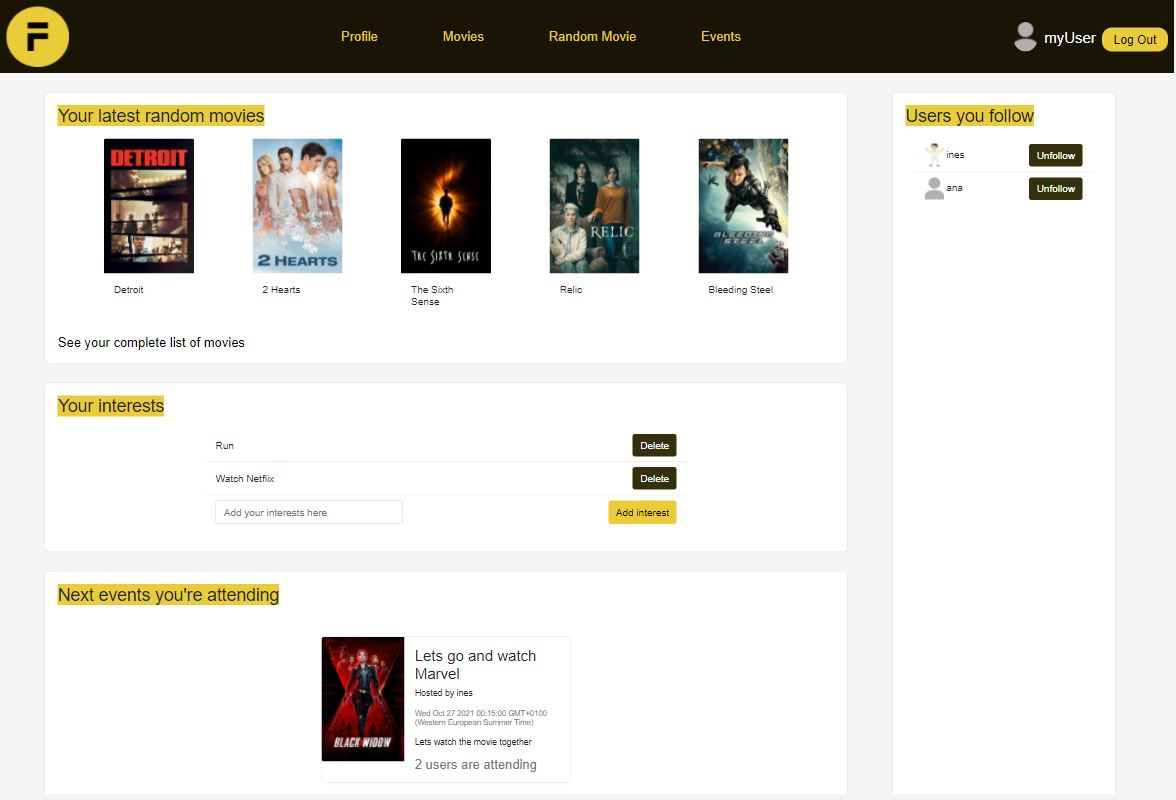 F
Profile
Movies
Random Movie
Events
myUser
Log Out
Your latest random movies
DETROIT
2 HEARTS
THE SIXTH SENSE
RELIC
BLEEDING
STEEL
Detroit
2 Hearts
The Sixth
Sense
Relic
Bleeding Steel
See your complete list of movies
Your interests
Run
Delete
Watch Netflix
Delete
Add your interests here
Add interest
Next events you're attending
BLACK WIDOW
Lets go and watch
Marvel
Hosted by ines
Wed Oct 27 2021 00:15:00 GMT+0100
(Western European Summer Time)
Lets watch the movie together
2 users are attending
Users you follow
ines
Unfollow
ana
Unfollow